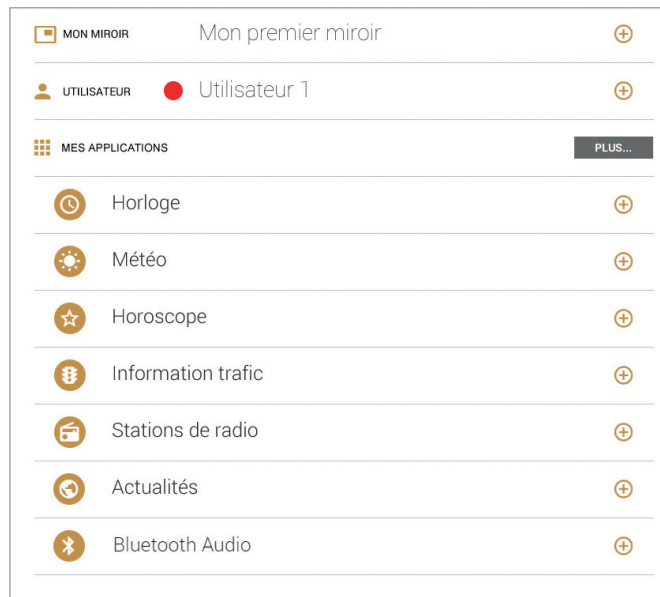 MON MIROIR Mon premier miroir
UTILISATEUR Utilisateur 1
MES APPLICATIONS PLUS...
Horloge
Météo
Horoscope
Information trafic
Stations de radio
Actualités
Bluetooth Audio